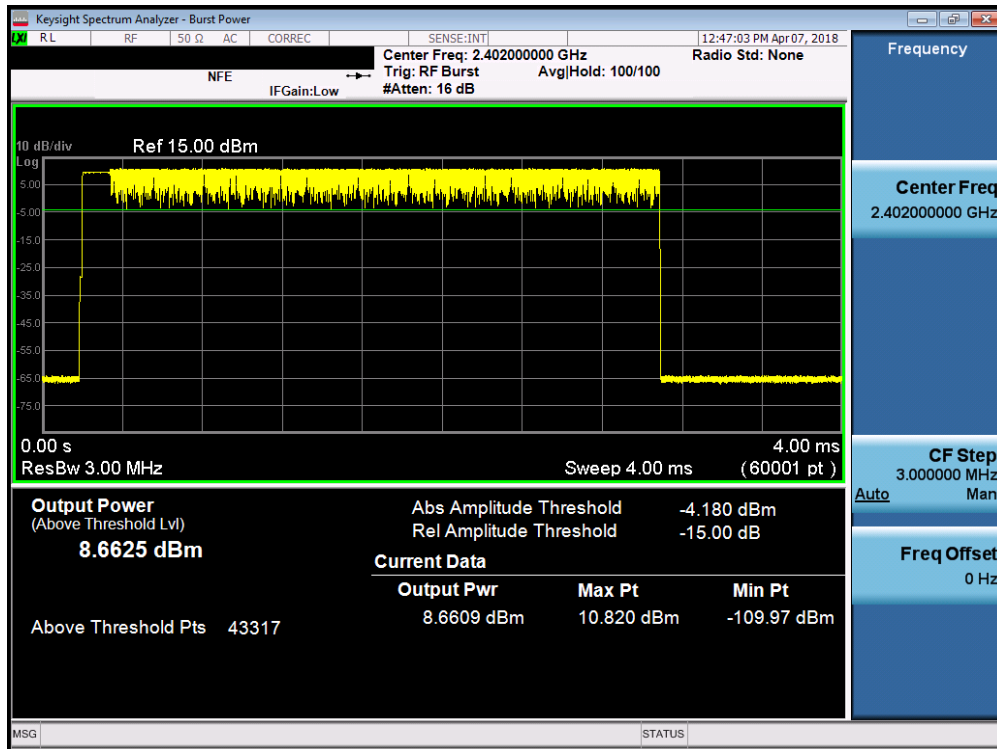 Keysight Spectrum Analyzer - Burst Power
LXI RL RF 50 Ω AC CORREC SENSE:INT 12:47:03 PM Apr 07, 2018
Center Freq: 2.402000000 GHz Radio Std: None
NFE Trig: RF Burst Avg|Hold: 100/100
IFGain:Low #Atten: 16 dB
10 dB/div Ref 15.00 dBm
Log
5.00
-5.00
-15.0
-25.0
-35.0
-45.0
-55.0
-65.0
-75.0
0.00 s 4.00 ms
ResBw 3.00 MHz Sweep 4.00 ms (60001 pt )
Output Power
(Above Threshold Lvl)
8.6625 dBm
Above Threshold Pts 43317
Abs Amplitude Threshold -4.180 dBm
Rel Amplitude Threshold -15.00 dB
Current Data
Output Pwr Max Pt Min Pt
8.6609 dBm 10.820 dBm -109.97 dBm
Frequency
Center Freq
2.402000000 GHz
CF Step
3.000000 MHz
Auto Man
Freq Offset
0 Hz
MSG STATUS